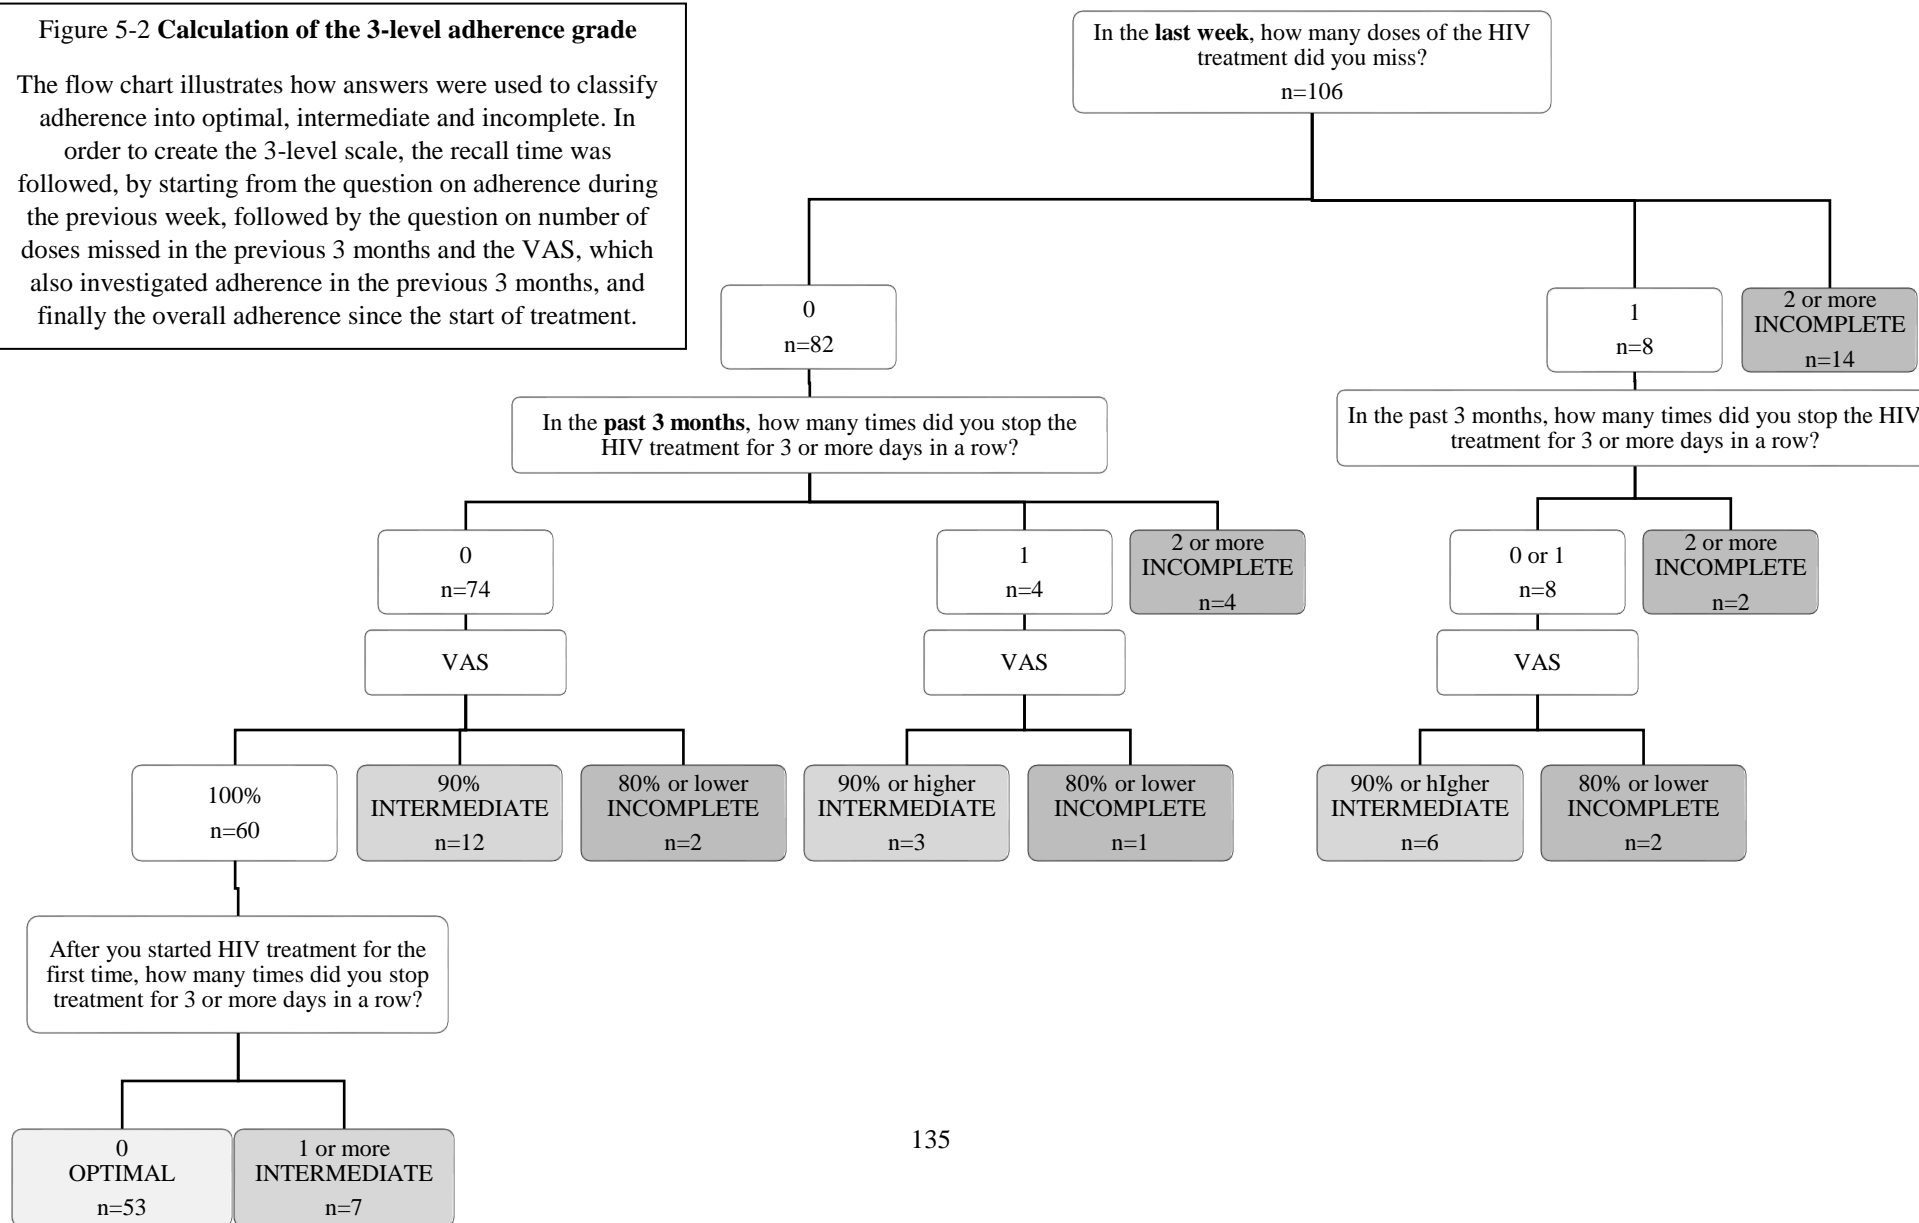 Figure 5-2 Calculation of the 3-level adherence grade
The flow chart illustrates how answers were used to classify
adherence into optimal, intermediate and incomplete. In
order to create the 3-level scale, the recall time was
followed, by starting from the question on adherence during
the previous week, followed by the question on number of
doses missed in the previous 3 months and the VAS, which
also investigated adherence in the previous 3 months, and
finally the overall adherence since the start of treatment.
In the last week, how many doses of the HIV
treatment did you miss?
n=106
0
n=82
1
n=8
2 or more
INCOMPLETE
n=14
In the past 3 months, how many times did you stop the
HIV treatment for 3 or more days in a row?
In the past 3 months, how many times did you stop the HIV
treatment for 3 or more days in a row?
0
n=74
1
n=4
2 or more
INCOMPLETE
n=4
0 or 1
n=8
2 or more
INCOMPLETE
n=2
VAS
VAS
VAS
100%
n=60
90%
INTERMEDIATE
n=12
80% or lower
INCOMPLETE
n=2
90% or higher
INTERMEDIATE
n=3
80% or lower
INCOMPLETE
n=1
90% or hIgher
INTERMEDIATE
n=6
80% or lower
INCOMPLETE
n=2
After you started HIV treatment for the
first time, how many times did you stop
treatment for 3 or more days in a row?
0
OPTIMAL
n=53
1 or more
INTERMEDIATE
n=7
135